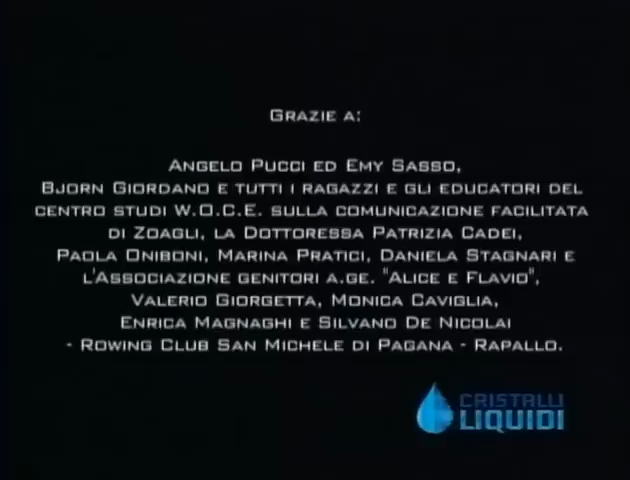 GRAZIE A:
ANGELO PUCCI ED EMY SASSO,
BJORN GIORDANO E TUTTI I RAGAZZI E GLI EDUCATORI DEL
CENTRO STUDI W.O.C.E. SULLA COMUNICAZIONE FACILITATA
DI ZOAGLI, LA DOTTORESSA PATRIZIA CADEI,
PAOLA ONIBONI, MARINA PRATICI, DANIELA STAGNARI E
L'ASSOCIAZIONE GENITORI A.GE. "ALICE E FLAVIO",
VALERIO GIORGETTA, MONICA CAVIGLIA,
ENRICA MAGNAGHI E SILVANO DE NICOLAI
- ROWING CLUB SAN MICHELE DI PAGANA - RAPALLO.
CRISTALLI
LIQUIDI